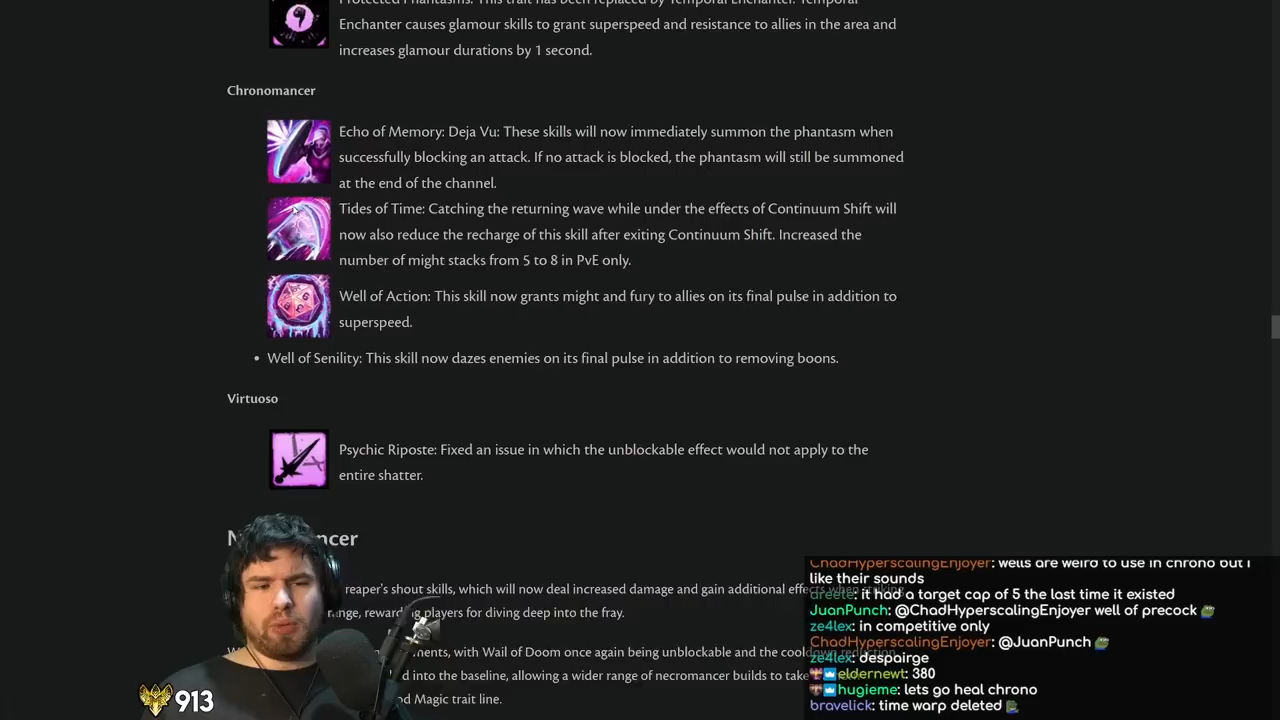 Protected Phantasms: This trait has been replaced by Temporal Enchanter. Temporal
Enchanter causes glamour skills to grant superspeed and resistance to allies in the area and
increases glamour durations by 1 second.
Chronomancer
Echo of Memory: Deja Vu: These skills will now immediately summon the phantasm when
successfully blocking an attack. If no attack is blocked, the phantasm will still be summoned
at the end of the channel.
Tides of Time: Catching the returning wave while under the effects of Continuum Shift will
now also reduce the recharge of this skill after exiting Continuum Shift. Increased the
number of might stacks from 5 to 8 in PvE only.
Well of Action: This skill now grants might and fury to allies on its final pulse in addition to
superspeed.
• Well of Senility: This skill now dazes enemies on its final pulse in addition to removing boons.
Virtuoso
Psychic Riposte: Fixed an issue in which the unblockable effect would not apply to the
entire shatter.
N ncer
reaper's shout skills, which will now deal increased damage and gain additional effects when striking
range, rewarding players for diving deep into the fray.
ments, with Wail of Doom once again being unblockable and the cooldown reduction
d into the baseline, allowing a wider range of necromancer builds to take
od Magic trait line.
913
ChadHyperscalingEnjoyer: wells are weird to use in chrono but i
like their sounds
areete: it had a target cap of 5 the last time it existed
JuanPunch: @ChadHyperscalingEnjoyer well of precock
ze4lex: in competitive only
ChadHyperscalingEnjoyer: @JuanPunch
ze4lex: despairge
eldernewt: 380
hugieme: lets go heal chrono
bravelick: time warp deleted